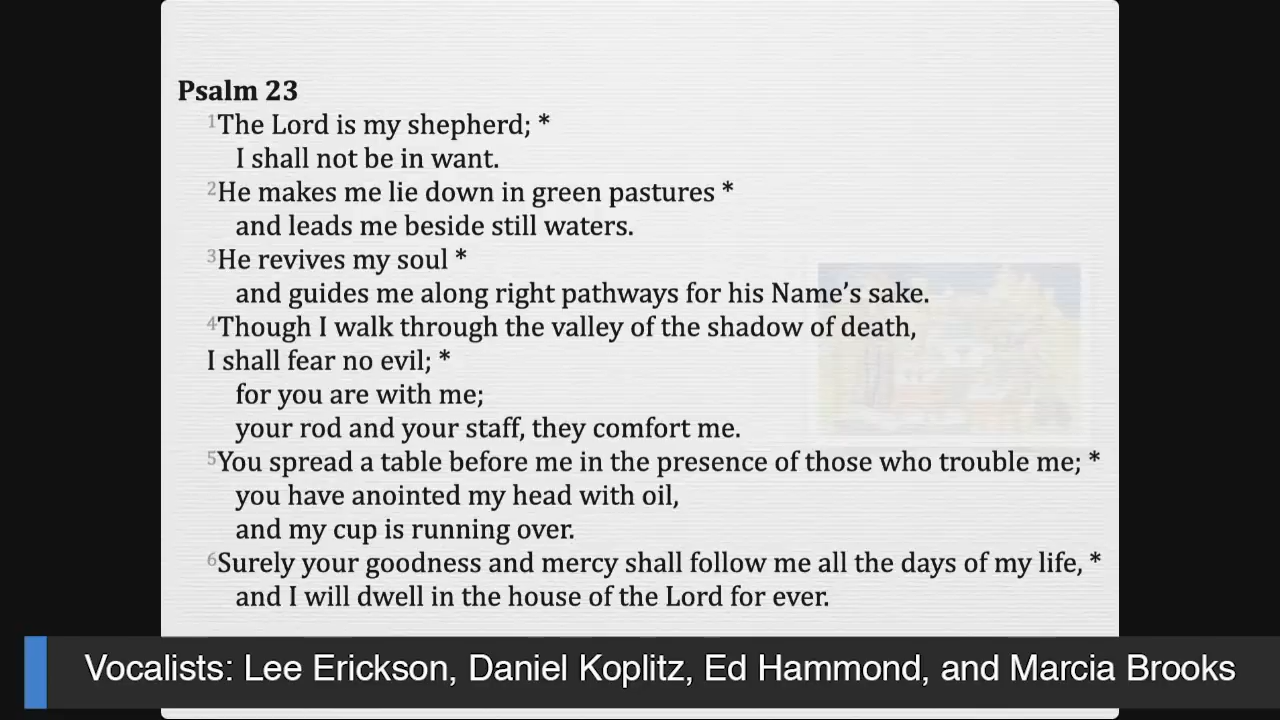 Psalm 23
1The Lord is my shepherd; *
I shall not be in want.
2He makes me lie down in green pastures *
and leads me beside still waters.
3He revives my soul *
and guides me along right pathways for his Name’s sake.
4Though I walk through the valley of the shadow of death,
I shall fear no evil; *
for you are with me;
your rod and your staff, they comfort me.
5You spread a table before me in the presence of those who trouble me; *
you have anointed my head with oil,
and my cup is running over.
6Surely your goodness and mercy shall follow me all the days of my life, *
and I will dwell in the house of the Lord for ever.
Vocalists: Lee Erickson, Daniel Koplitz, Ed Hammond, and Marcia Brooks